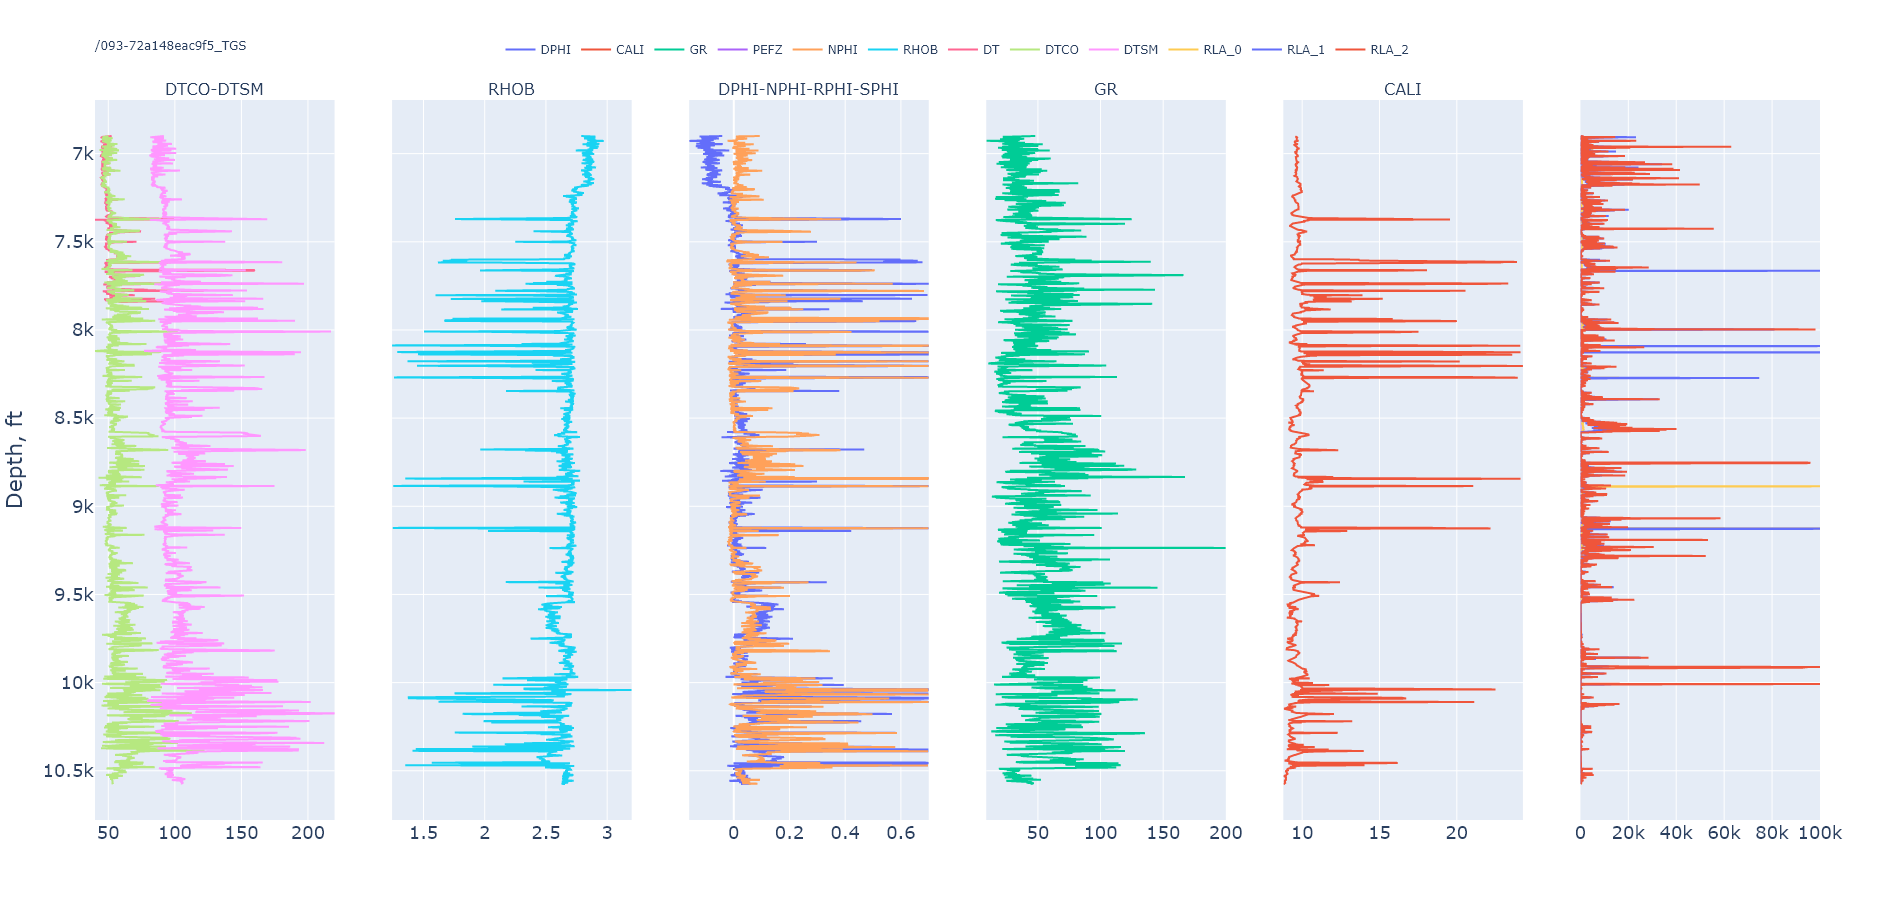 /093-72a148eac9f5_TGS
DPHI CALI GR PEFZ NPHI RHOB DT DTCO DTSM RLA_0 RLA_1 RLA_2
DTCO-DTSM RHOB DPHI-NPHI-RPHI-SPHI GR CALI
Depth, ft
7k
7.5k
8k
8.5k
9k
9.5k
10k
10.5k
50 100 150 200 1.5 2 2.5 3 0 0.2 0.4 0.6 50 100 150 200 10 15 20 0 20k 40k 60k 80k 100k